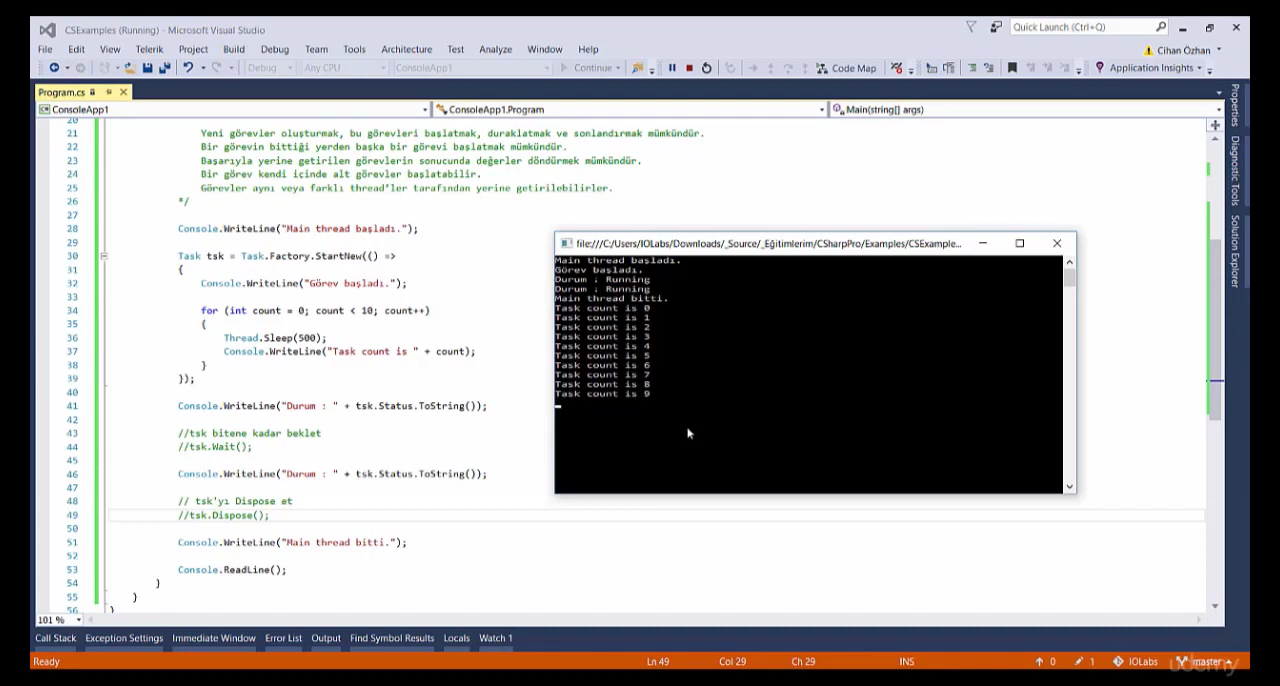 CSExamples (Running) - Microsoft Visual Studio
Quick Launch (Ctrl+Q)
File Edit View Telerik Project Build Debug Team Tools Architecture Test Analyze Window Help
Cihan Özhan
Debug Any CPU ConsoleApp1 Continue Code Map Application Insights
Program.cs
ConsoleApp1 ConsoleApp1.Program Main(string[] args)
Properties
Diagnostic Tools
Solution Explorer
20
21 Yeni görevler oluşturmak, bu görevleri başlatmak, duraklatmak ve sonlandırmak mümkündür.
22 Bir görevin bittiği yerden başka bir görevi başlatmak mümkündür.
23 Başarıyla yerine getirilen görevlerin sonucunda değerler döndürmek mümkündür.
24 Bir görev kendi içinde alt görevler başlatabilir.
25 Görevler aynı veya farklı thread'ler tarafından yerine getirilebilirler.
26 */
27
28 Console.WriteLine("Main thread başladı.");
29
30 Task tsk = Task.Factory.StartNew(() =>
31 {
32 Console.WriteLine("Görev başladı.");
33
34 for (int count = 0; count < 10; count++)
35 {
36 Thread.Sleep(500);
37 Console.WriteLine("Task count is " + count);
38 }
39 });
40
41 Console.WriteLine("Durum : " + tsk.Status.ToString());
42
43 //tsk bitene kadar beklet
44 //tsk.Wait();
45
46 Console.WriteLine("Durum : " + tsk.Status.ToString());
47
48 // tsk'yı Dispose et
49 //tsk.Dispose();
50
51 Console.WriteLine("Main thread bitti.");
52
53 Console.ReadLine();
54 }
55 }
56 }
file:///C:/Users/IOLabs/Downloads/_Source/_Eğitimlerim/CSharpPro/Examples/CSExample...
Main thread başladı.
Görev başladı.
Durum : Running
Durum : Running
Main thread bitti.
Task count is 0
Task count is 1
Task count is 2
Task count is 3
Task count is 4
Task count is 5
Task count is 6
Task count is 7
Task count is 8
Task count is 9
101 %
Call Stack Exception Settings Immediate Window Error List Output Find Symbol Results Locals Watch 1
Ready Ln 49 Col 29 Ch 29 INS 0 1 IOLabs master
udemy